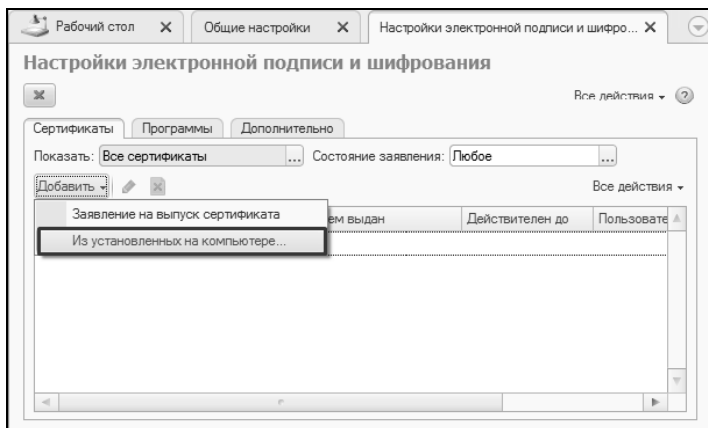 Рабочий стол Общие настройки Настройки электронной подписи и шифро...
Настройки электронной подписи и шифрования
Все действия
Сертификаты Программы Дополнительно
Показать: Все сертификаты ... Состояние заявления: Любое ...
Добавить Все действия
Заявление на выпуск сертификата ем выдан Действителен до Пользовате
Из установленных на компьютере...